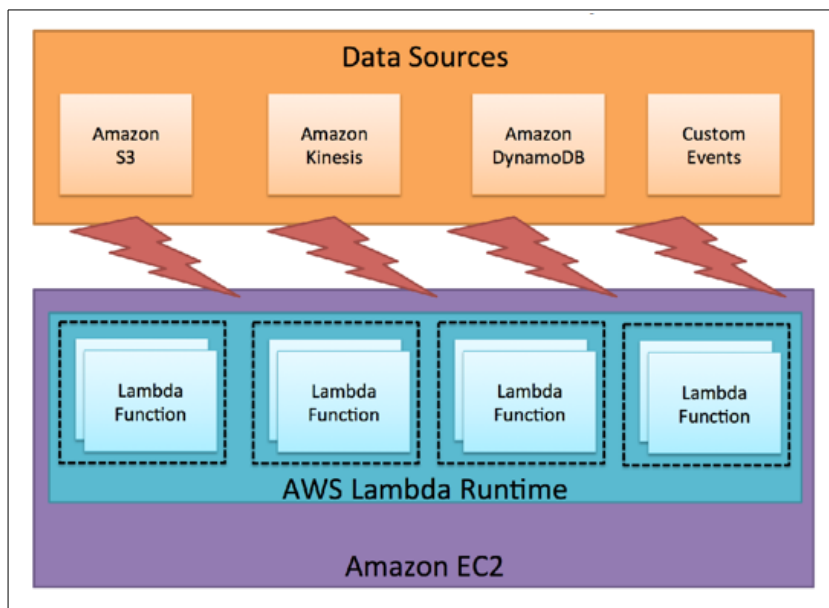 Data Sources
Amazon
S3
Amazon
Kinesis
Amazon
DynamoDB
Custom
Events
Lambda
Function
Lambda
Function
Lambda
Function
Lambda
Function
AWS Lambda Runtime
Amazon EC2